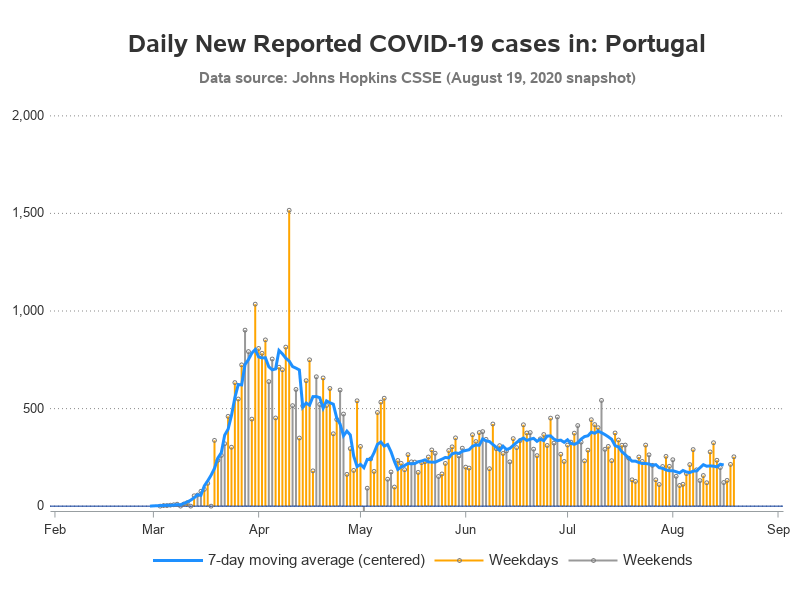 Daily New Reported COVID-19 cases in: Portugal
Data source: Johns Hopkins CSSE (August 19, 2020 snapshot)
2,000
1,500
1,000
500
0
Feb Mar Apr May Jun Jul Aug Sep
7-day moving average (centered) Weekdays Weekends